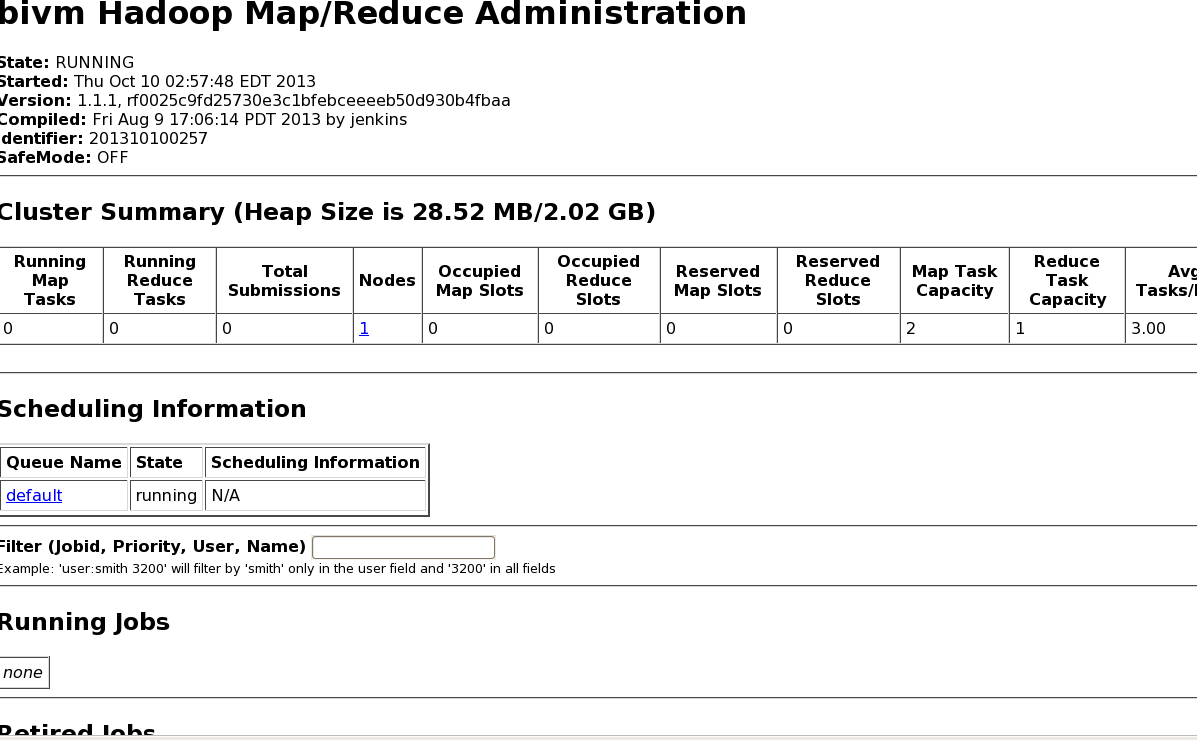 bivm Hadoop Map/Reduce Administration
State: RUNNING
Started: Thu Oct 10 02:57:48 EDT 2013
Version: 1.1.1, rf0025c9fd25730e3c1bfebceeeeb50d930b4fbaa
Compiled: Fri Aug 9 17:06:14 PDT 2013 by jenkins
Identifier: 201310100257
SafeMode: OFF
Cluster Summary (Heap Size is 28.52 MB/2.02 GB)
Running Map Tasks Running Reduce Tasks Total Submissions Nodes Occupied Map Slots Occupied Reduce Slots Reserved Map Slots Reserved Reduce Slots Map Task Capacity Reduce Task Capacity Avg Tasks/
0 0 0 1 0 0 0 0 2 1 3.00
Scheduling Information
Queue Name State Scheduling Information
default running N/A
Filter (Jobid, Priority, User, Name)
Example: 'user:smith 3200' will filter by 'smith' only in the user field and '3200' in all fields
Running Jobs
none
Retired Jobs